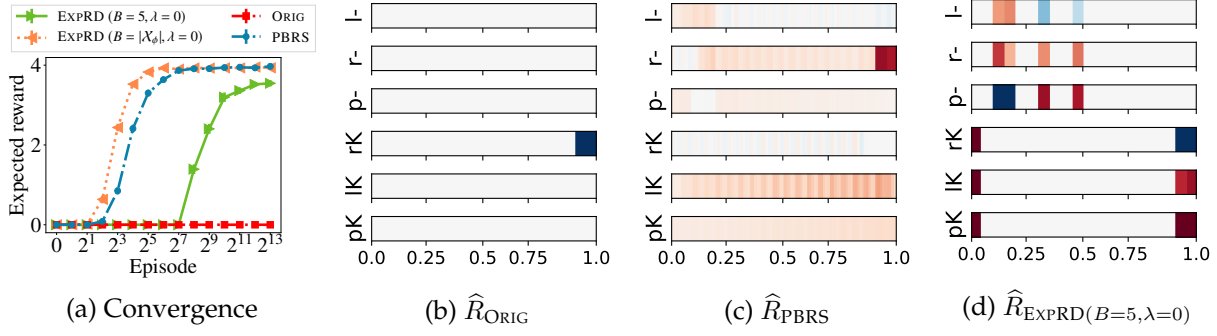 EXPRD (B = 5, λ = 0)
ORIG
EXPRD (B = |X_ϕ|, λ = 0)
PBRS
Expected reward
4
2
0
0 2^1 2^3 2^5 2^7 2^9 2^11 2^13
Episode
(a) Convergence
l-
r-
p-
rK
lK
pK
0.0 0.25 0.5 0.75 1.0
(b) R̂_ORIG
l-
r-
p-
rK
lK
pK
0.0 0.25 0.5 0.75 1.0
(c) R̂_PBRS
l-
r-
p-
rK
lK
pK
0.0 0.25 0.5 0.75 1.0
(d) R̂_EXPRD(B=5,λ=0)